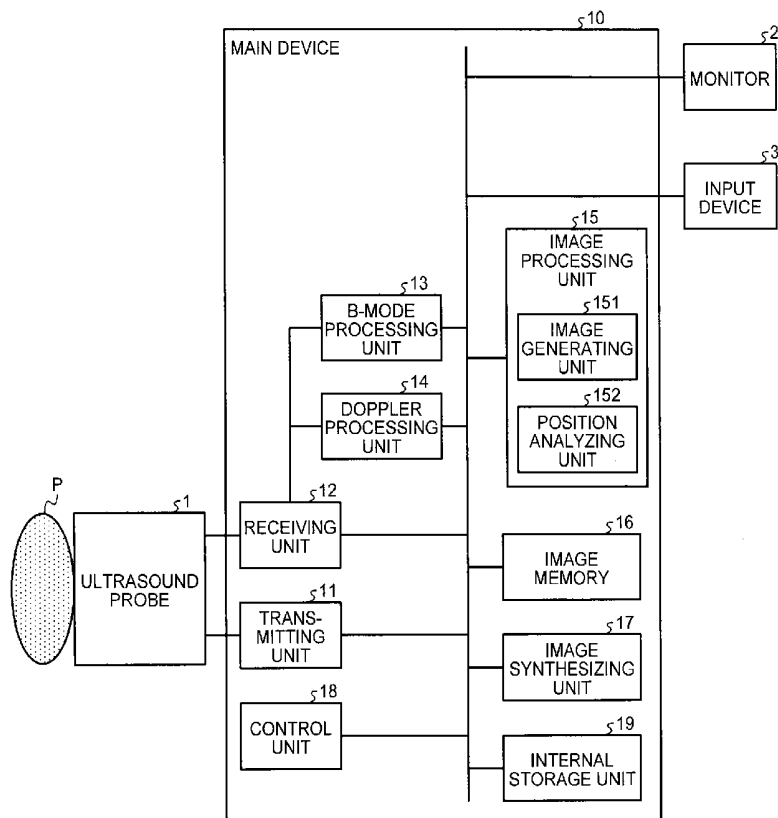 10
MAIN DEVICE
2
MONITOR
3
INPUT
DEVICE
15
IMAGE
PROCESSING
UNIT
151
IMAGE
GENERATING
UNIT
152
POSITION
ANALYZING
UNIT
13
B-MODE
PROCESSING
UNIT
14
DOPPLER
PROCESSING
UNIT
P
1
ULTRASOUND
PROBE
12
RECEIVING
UNIT
11
TRANS-
MITTING
UNIT
18
CONTROL
UNIT
16
IMAGE
MEMORY
17
IMAGE
SYNTHESIZING
UNIT
19
INTERNAL
STORAGE UNIT